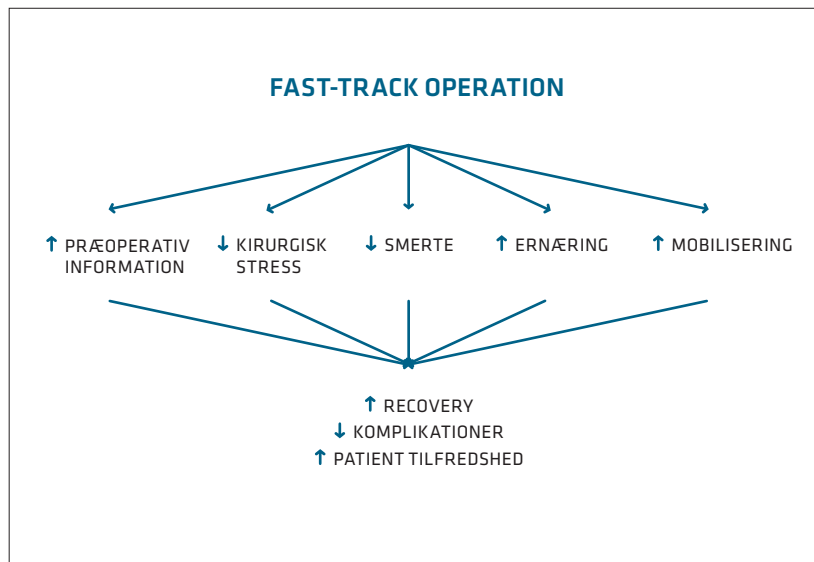 FAST-TRACK OPERATION
↑ PRÆOPERATIV
INFORMATION
↓ KIRURGISK
STRESS
↓ SMERTE
↑ ERNÆRING
↑ MOBILISERING
↑ RECOVERY
↓ KOMPLIKATIONER
↑ PATIENT TILFREDSHED